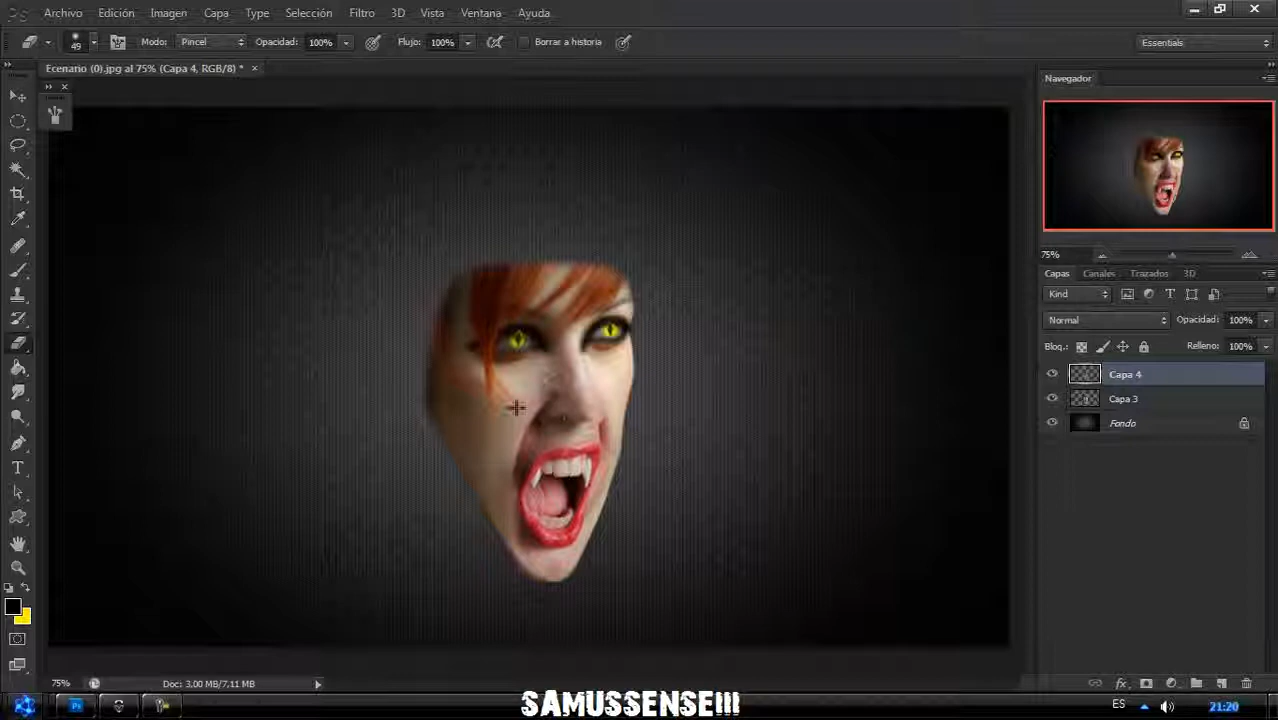 Archivo Edición Imagen Capa Type Selección Filtro 3D Vista Ventana Ayuda
49 Modo: Pincel Opacidad: 100% Flujo: 100% Borrar a historia Essentials
Ecenario (0).jpg al 75% (Capa 4, RGB/8) *
Navegador
75%
Capas Canales Trazados 3D
Kind
Normal Opacidad: 100%
Bloq.: Relleno: 100%
Capa 4
Capa 3
Fondo
75% Doc: 3,00 MB/7,11 MB
SAMUSSENSE!!!
Ps ES 21:20